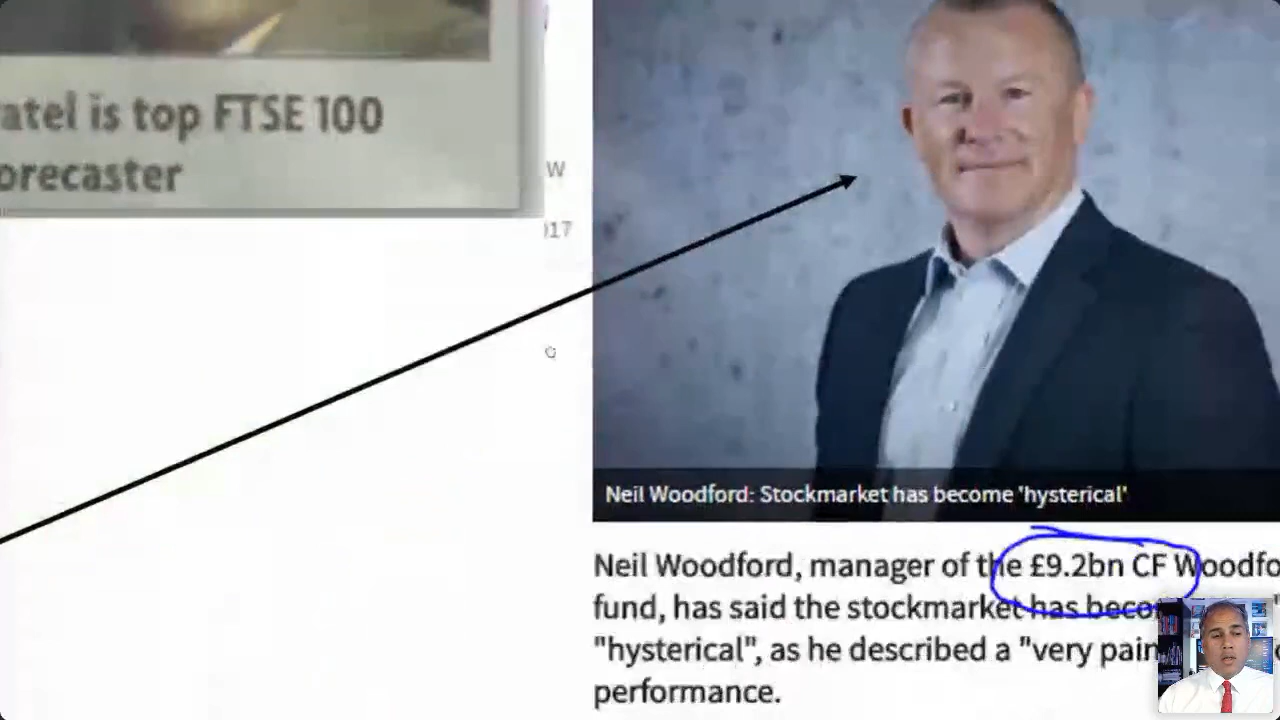 atel is top FTSE 100
orecaster
W
017
Neil Woodford: Stockmarket has become 'hysterical'
Neil Woodford, manager of the £9.2bn CF Woodfo
fund, has said the stockmarket has beco
"hysterical", as he described a "very pain
performance.